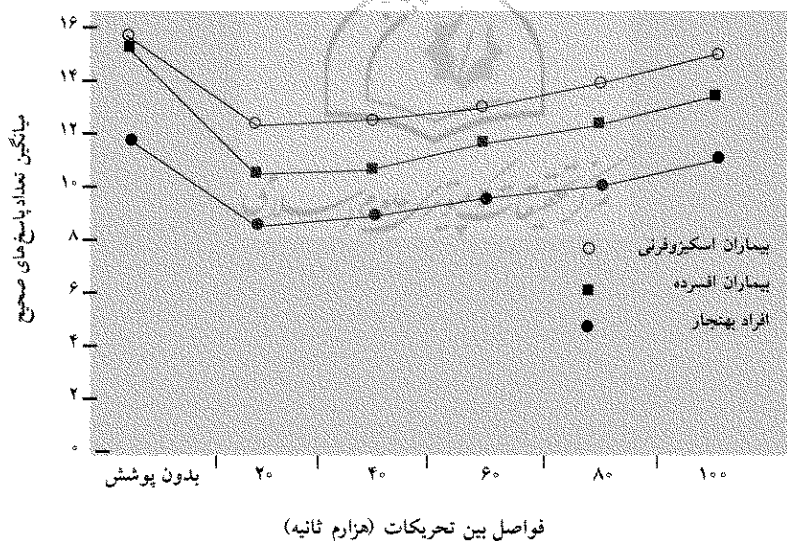 میانگین تعداد پاسخ‌های صحیح
۱۶
۱۴
۱۲
۱۰
۸
۶
۴
۲
۰
بیماران اسکیزوفرنی
بیماران افسرده
افراد بهنجار
بدون پوشش ۲۰ ۴۰ ۶۰ ۸۰ ۱۰۰
فواصل بین تحریکات (هزارم ثانیه)